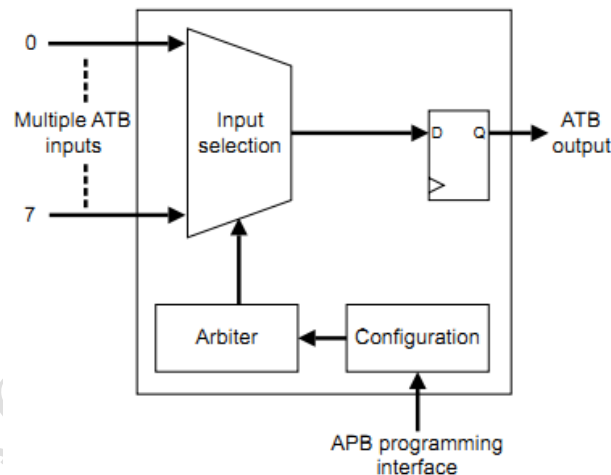 0
Multiple ATB
inputs
7
Input
selection
D Q
ATB
output
Arbiter
Configuration
APB programming
interface